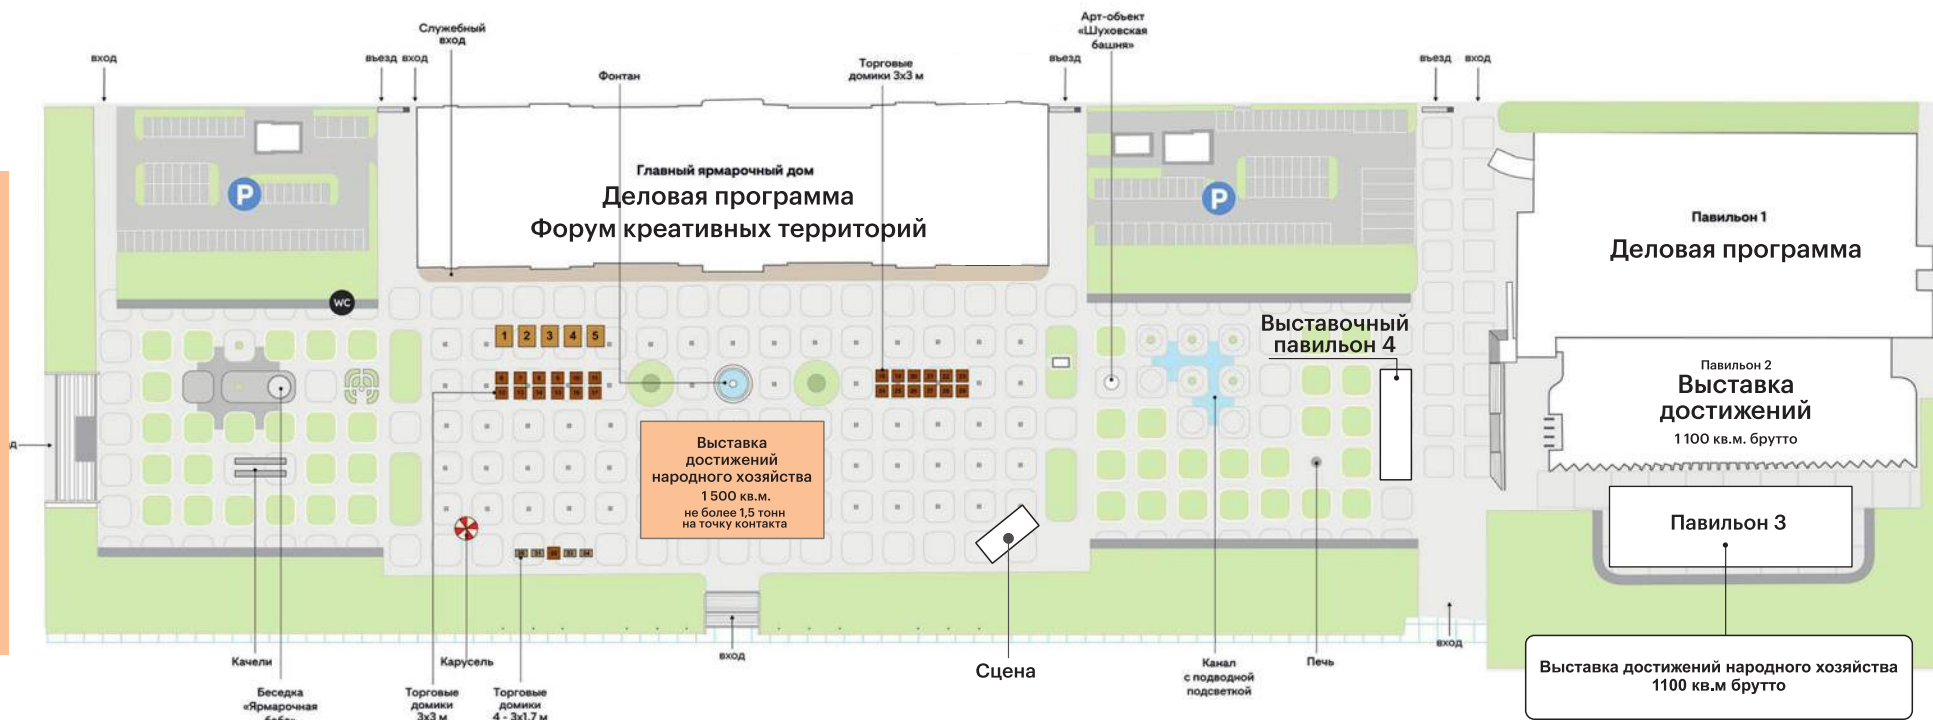 Арт-объект
«Шуховская
башня»
Служебный
вход
вход
въезд вход
Фонтан
Торговые
домики 3х3 м
въезд
въезд
вход
Главный ярмарочный дом
Деловая программа
Форум креативных территорий
P
P
Павильон 1
Деловая программа
WC
Выставочный
павильон 4
1 2 3 4 5
Павильон 2
Выставка
достижений
1 100 кв.м. брутто
Выставка
достижений
народного хозяйства
1 500 кв.м.
не более 1,5 тонн
на точку контакта
Павильон 3
вход
вход
Качели
Карусель
Сцена
Канал
с подводной
подсветкой
Печь
Выставка достижений народного хозяйства
1100 кв.м брутто
Беседка
«Ярмарочная
Торговые
домики
3х3 м
Торговые
домики
4 - 3х1,7 м